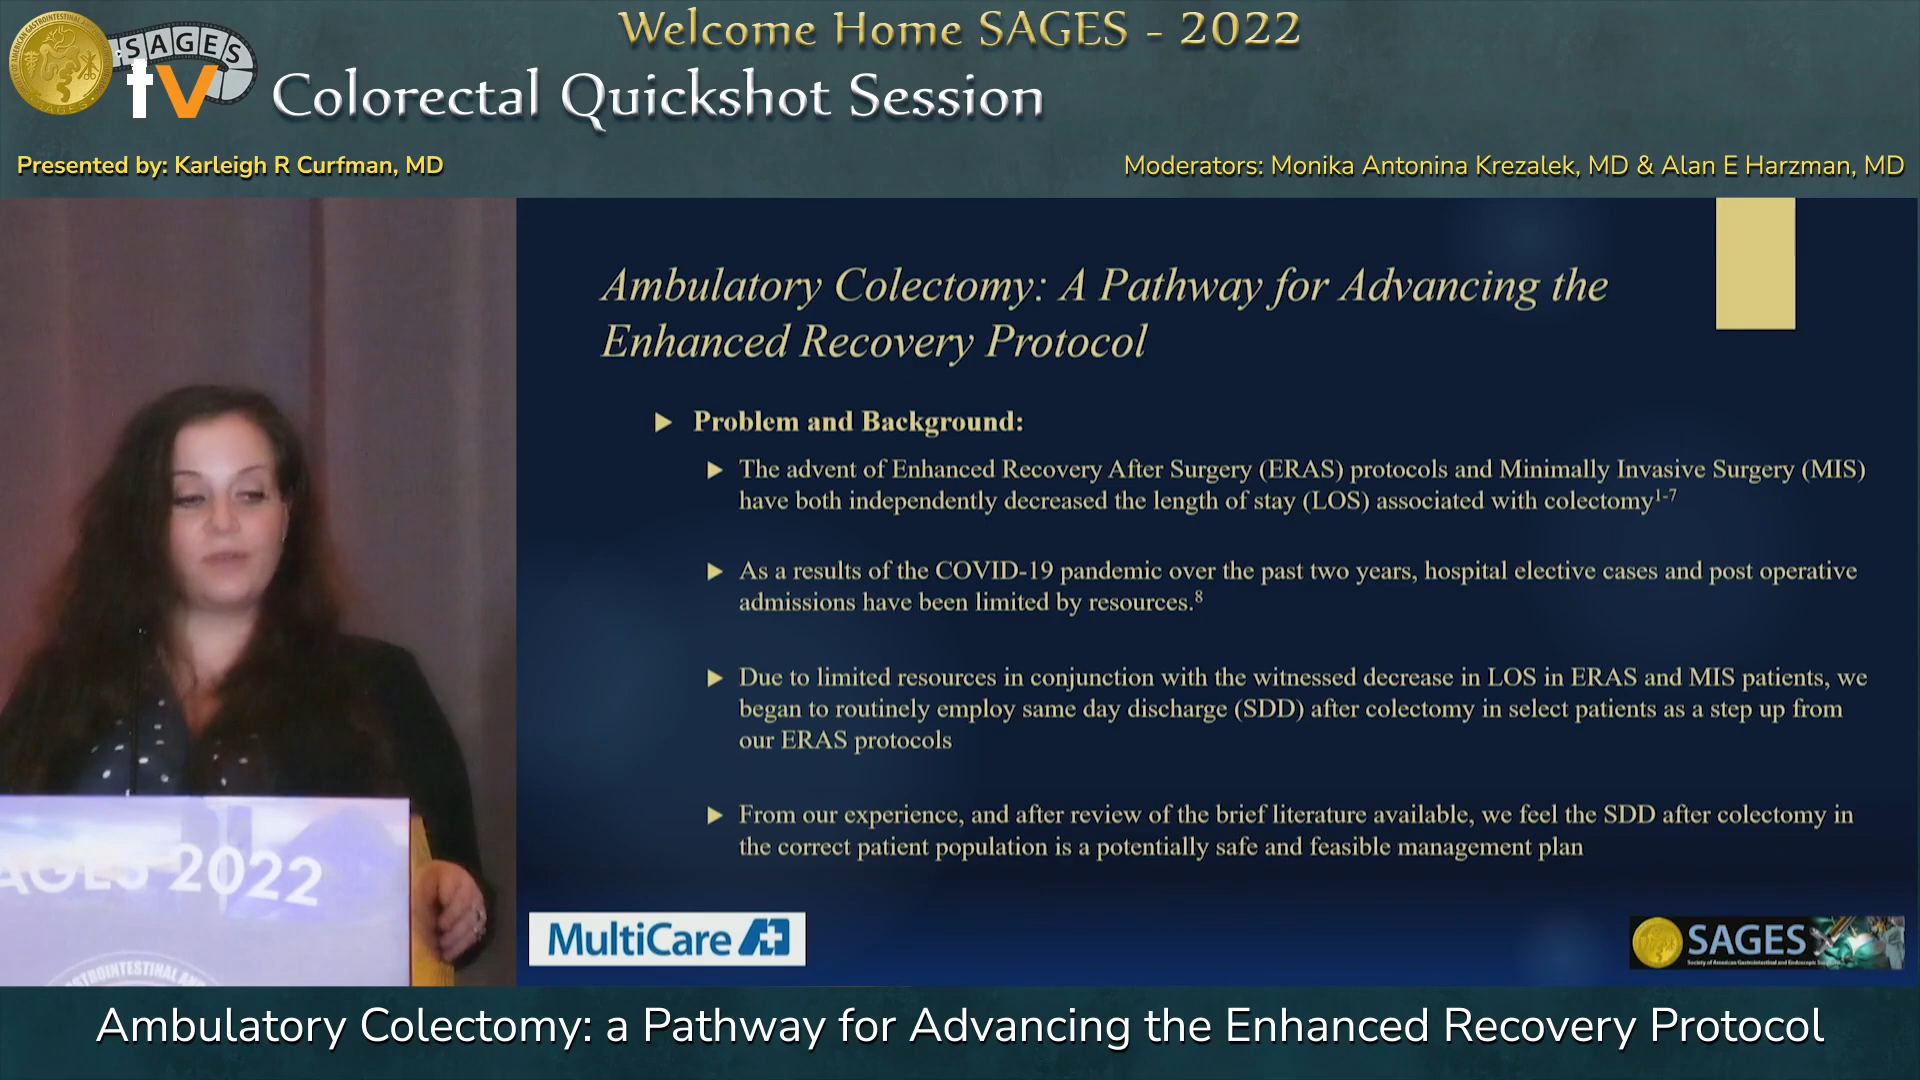 Welcome Home SAGES - 2022
SAGES
tv
Colorectal Quickshot Session
Presented by: Karleigh R Curfman, MD
Moderators: Monika Antonina Krezalek, MD & Alan E Harzman, MD
Ambulatory Colectomy: A Pathway for Advancing the
Enhanced Recovery Protocol
Problem and Background:
The advent of Enhanced Recovery After Surgery (ERAS) protocols and Minimally Invasive Surgery (MIS)
have both independently decreased the length of stay (LOS) associated with colectomy1-7
As a results of the COVID-19 pandemic over the past two years, hospital elective cases and post operative
admissions have been limited by resources.8
Due to limited resources in conjunction with the witnessed decrease in LOS in ERAS and MIS patients, we
began to routinely employ same day discharge (SDD) after colectomy in select patients as a step up from
our ERAS protocols
From our experience, and after review of the brief literature available, we feel the SDD after colectomy in
the correct patient population is a potentially safe and feasible management plan
AGES 2022
MultiCare
SAGES
Society of American Gastrointestinal and Endoscopic
Ambulatory Colectomy: a Pathway for Advancing the Enhanced Recovery Protocol